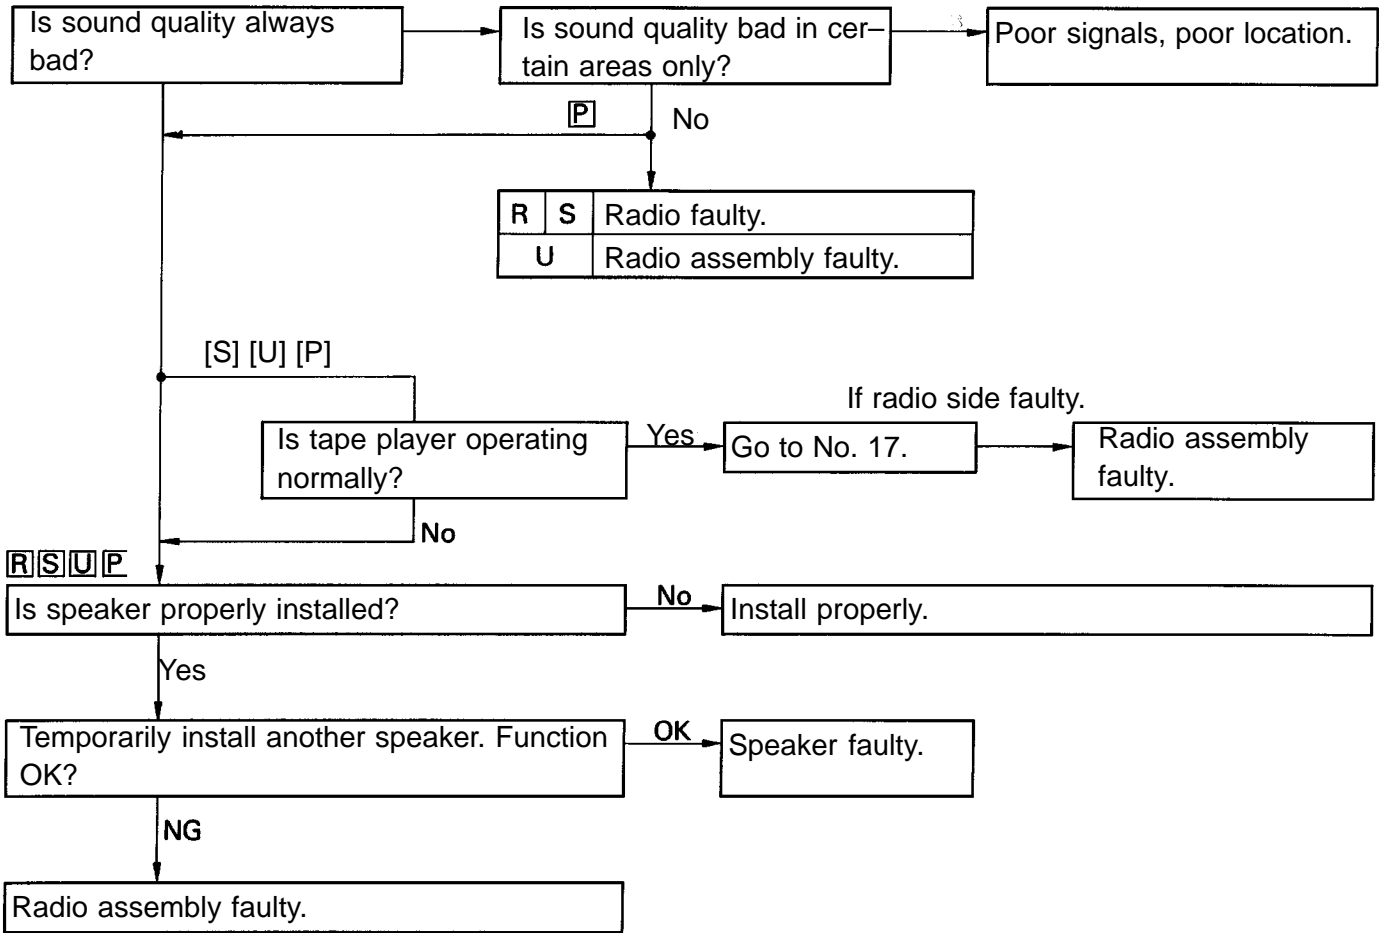 Is sound quality always
bad?
Is sound quality bad in cer–
tain areas only?
Poor signals, poor location.
P
No
R S Radio faulty.
U Radio assembly faulty.
[S] [U] [P]
If radio side faulty.
Is tape player operating
normally?
Yes
Go to No. 17.
Radio assembly
faulty.
No
R S U P
Is speaker properly installed?
No
Install properly.
Yes
Temporarily install another speaker. Function
OK?
OK
Speaker faulty.
NG
Radio assembly faulty.